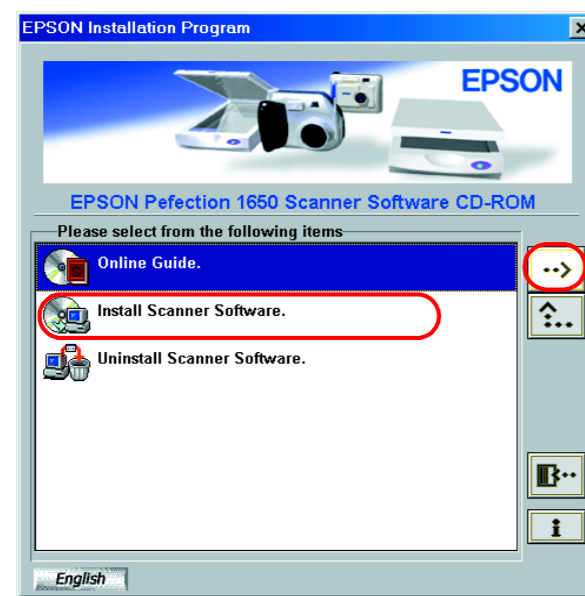 EPSON Installation Program
EPSON
EPSON Pefection 1650 Scanner Software CD-ROM
Please select from the following items
Online Guide.
Install Scanner Software.
Uninstall Scanner Software.
English